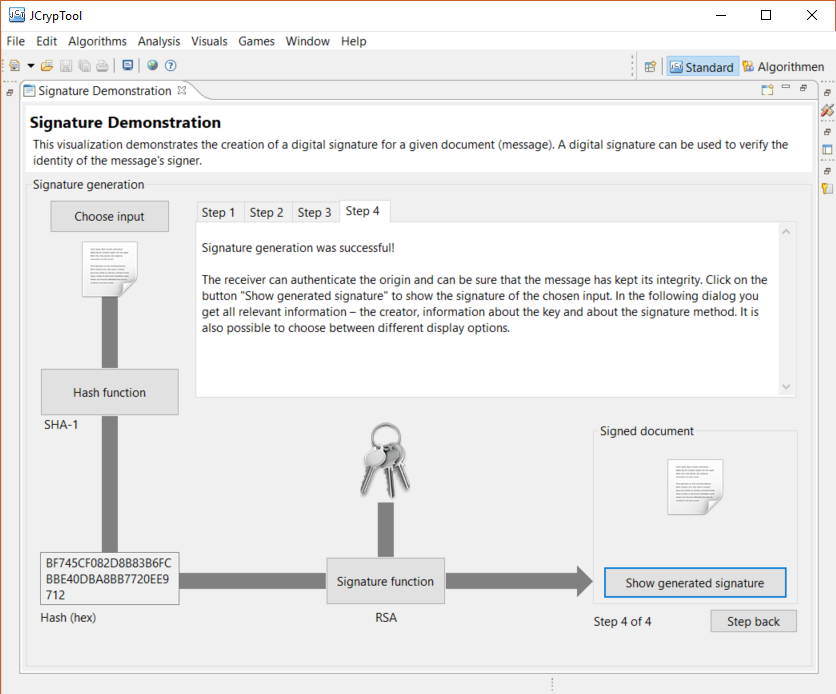 JCrypTool
File Edit Algorithms Analysis Visuals Games Window Help
Standard Algorithmen
Signature Demonstration
Signature Demonstration
This visualization demonstrates the creation of a digital signature for a given document (message). A digital signature can be used to verify the
identity of the message's signer.
Signature generation
Choose input
Step 1 Step 2 Step 3 Step 4
Signature generation was successful!
The receiver can authenticate the origin and can be sure that the message has kept its integrity. Click on the
button "Show generated signature" to show the signature of the chosen input. In the following dialog you
get all relevant information – the creator, information about the key and about the signature method. It is
also possible to choose between different display options.
Hash function
SHA-1
Signed document
BF745CF082D8B83B6FC
BBE40DBA8BB7720EE9
712
Hash (hex)
Signature function
RSA
Show generated signature
Step 4 of 4
Step back